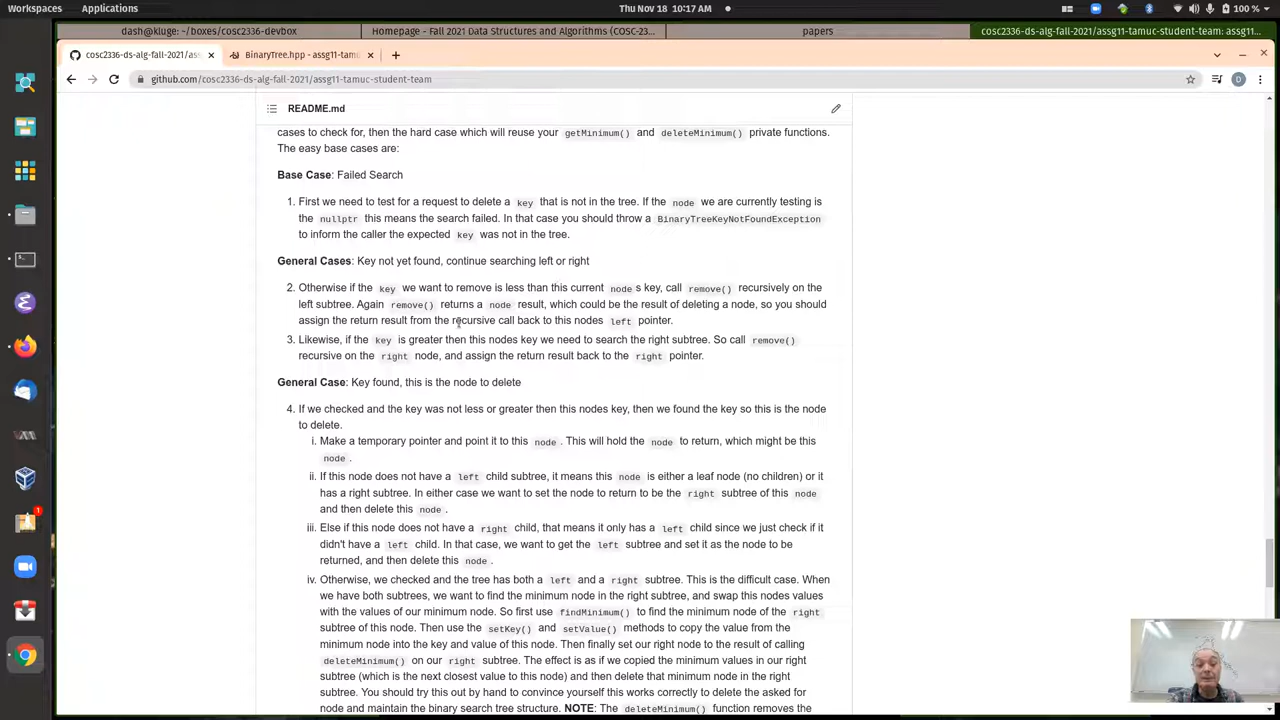 Workspaces Applications Thu Nov 18 10:17 AM 100 %
dash@kluge: ~/boxes/cosc2336-devbox Homepage - Fall 2021 Data Structures and Algorithms (COSC-23… papers cosc2336-ds-alg-fall-2021/assg11-tamuc-student-team: assg11…
cosc2336-ds-alg-fall-2021/ass BinaryTree.hpp - assg11-tamu
github.com/cosc2336-ds-alg-fall-2021/assg11-tamuc-student-team
README.md
cases to check for, then the hard case which will reuse your getMinimum() and deleteMinimum() private functions.
The easy base cases are:
Base Case: Failed Search
1. First we need to test for a request to delete a key that is not in the tree. If the node we are currently testing is
the nullptr this means the search failed. In that case you should throw a BinaryTreeKeyNotFoundException
to inform the caller the expected key was not in the tree.
General Cases: Key not yet found, continue searching left or right
2. Otherwise if the key we want to remove is less than this current node s key, call remove() recursively on the
left subtree. Again remove() returns a node result, which could be the result of deleting a node, so you should
assign the return result from the recursive call back to this nodes left pointer.
3. Likewise, if the key is greater then this nodes key we need to search the right subtree. So call remove()
recursive on the right node, and assign the return result back to the right pointer.
General Case: Key found, this is the node to delete
4. If we checked and the key was not less or greater then this nodes key, then we found the key so this is the node
to delete.
i. Make a temporary pointer and point it to this node . This will hold the node to return, which might be this
node .
ii. If this node does not have a left child subtree, it means this node is either a leaf node (no children) or it
has a right subtree. In either case we want to set the node to return to be the right subtree of this node
and then delete this node .
iii. Else if this node does not have a right child, that means it only has a left child since we just check if it
didn't have a left child. In that case, we want to get the left subtree and set it as the node to be
returned, and then delete this node .
iv. Otherwise, we checked and the tree has both a left and a right subtree. This is the difficult case. When
we have both subtrees, we want to find the minimum node in the right subtree, and swap this nodes values
with the values of our minimum node. So first use findMinimum() to find the minimum node of the right
subtree of this node. Then use the setKey() and setValue() methods to copy the value from the
minimum node into the key and value of this node. Then finally set our right node to the result of calling
deleteMinimum() on our right subtree. The effect is as if we copied the minimum values in our right
subtree (which is the next closest value to this node) and then delete that minimum node in the right
subtree. You should try this out by hand to convince yourself this works correctly to delete the asked for
node and maintain the binary search tree structure. NOTE: The deleteMinimum() function removes the
1
D